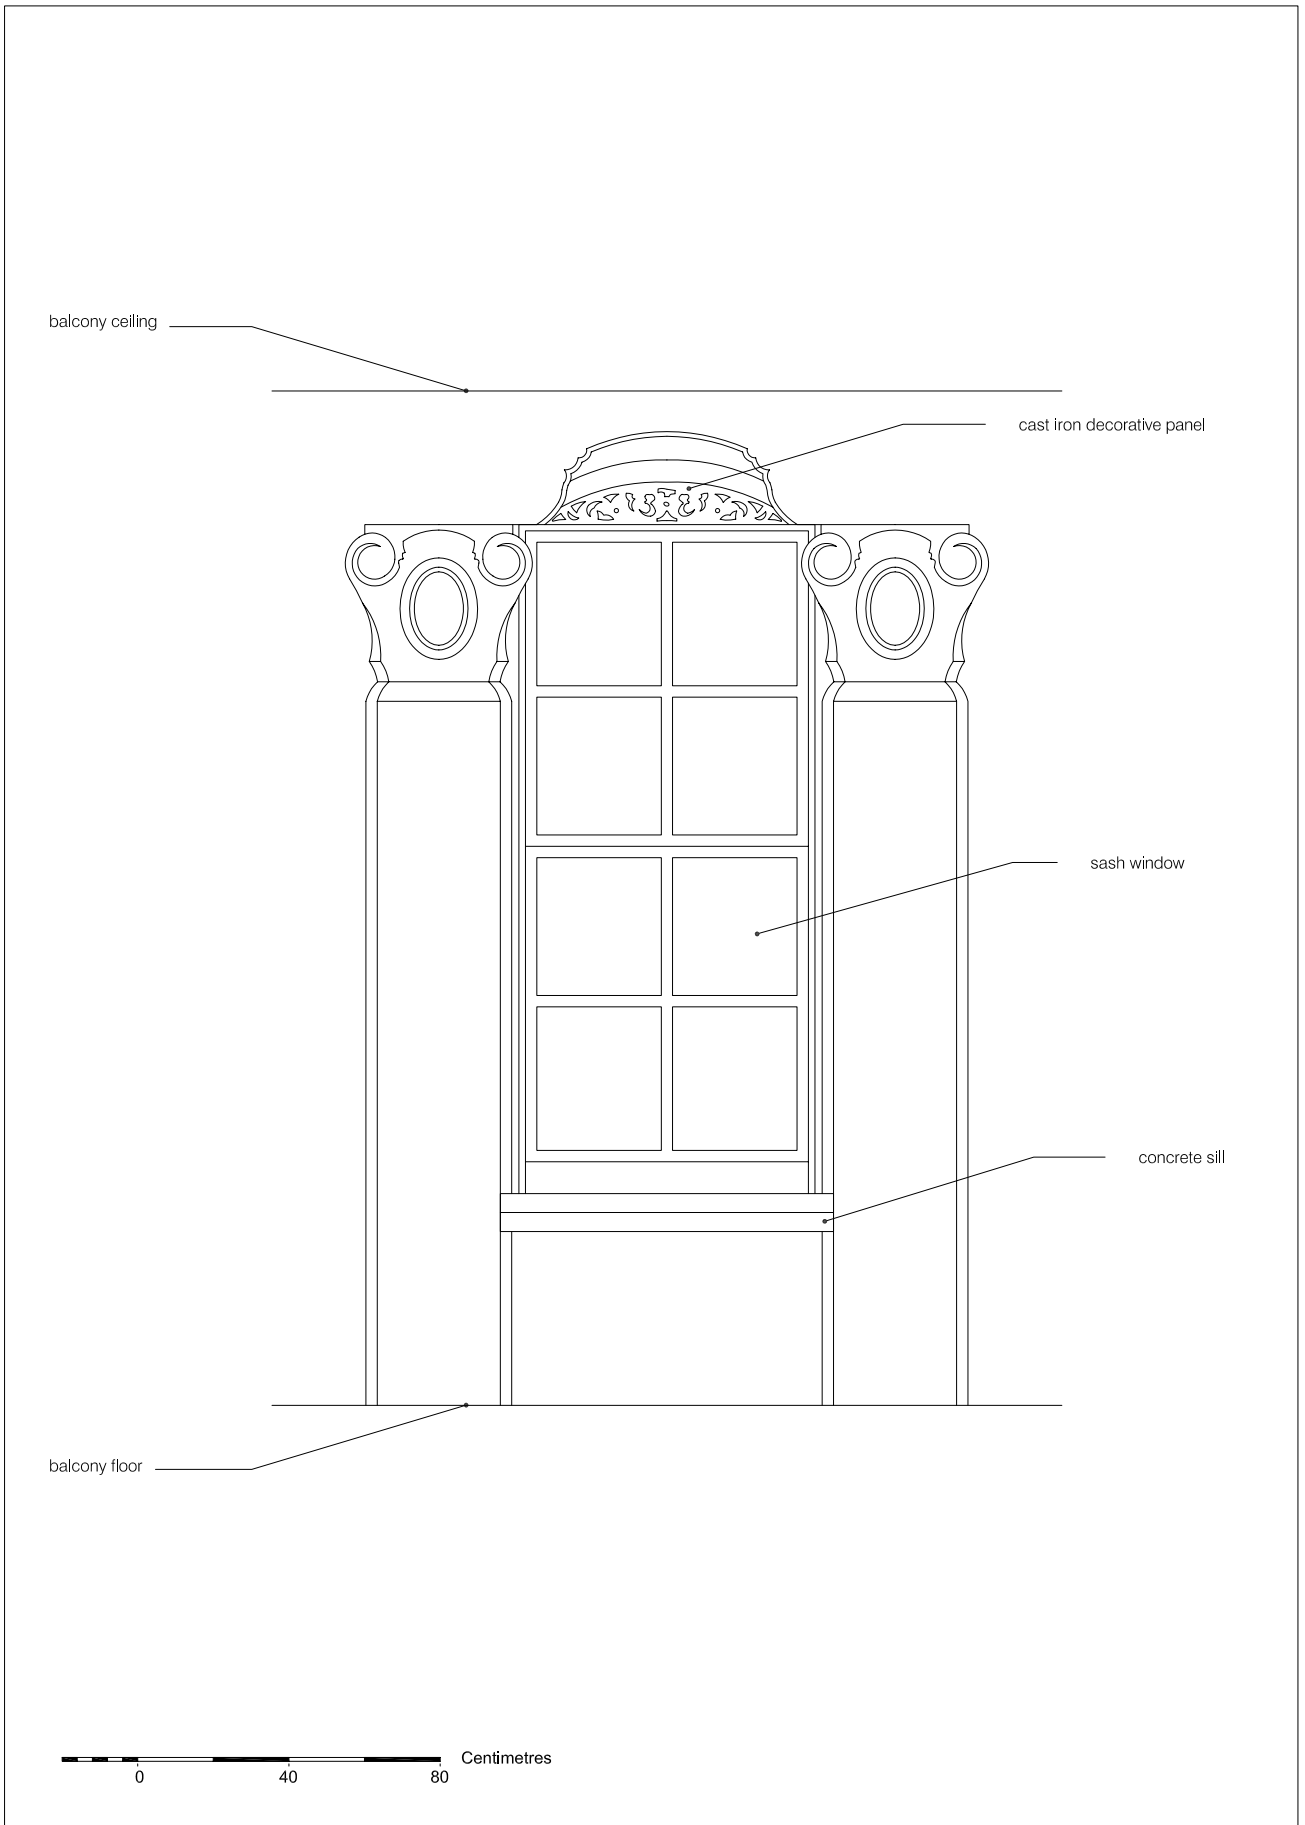 balcony ceiling
cast iron decorative panel
sash window
concrete sill
balcony floor
Centimetres
0 40 80